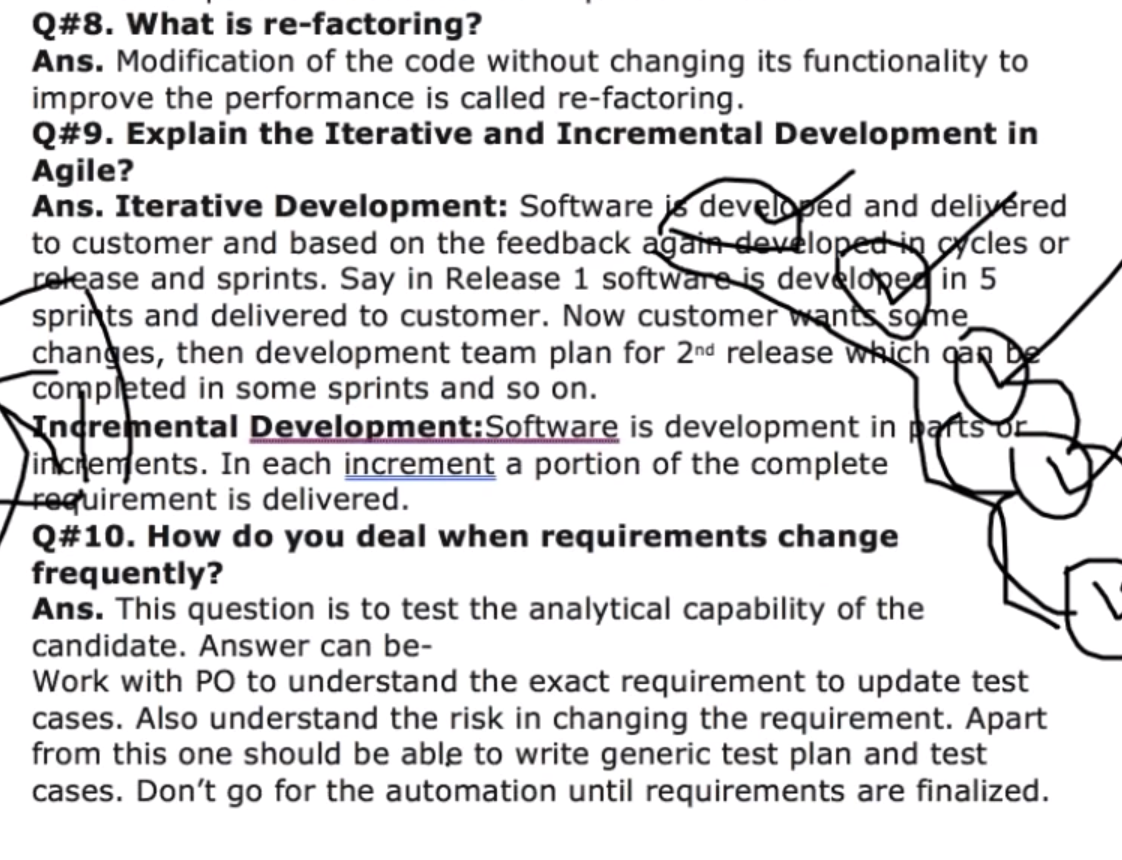 Q#8. What is re-factoring?
Ans. Modification of the code without changing its functionality to
improve the performance is called re-factoring.
Q#9. Explain the Iterative and Incremental Development in
Agile?
Ans. Iterative Development: Software is developed and delivered
to customer and based on the feedback again developed in cycles or
release and sprints. Say in Release 1 software is developed in 5
sprints and delivered to customer. Now customer wants some
changes, then development team plan for 2nd release which can be
completed in some sprints and so on.
Incremental Development:Software is development in parts or
increments. In each increment a portion of the complete
requirement is delivered.
Q#10. How do you deal when requirements change
frequently?
Ans. This question is to test the analytical capability of the
candidate. Answer can be-
Work with PO to understand the exact requirement to update test
cases. Also understand the risk in changing the requirement. Apart
from this one should be able to write generic test plan and test
cases. Don’t go for the automation until requirements are finalized.